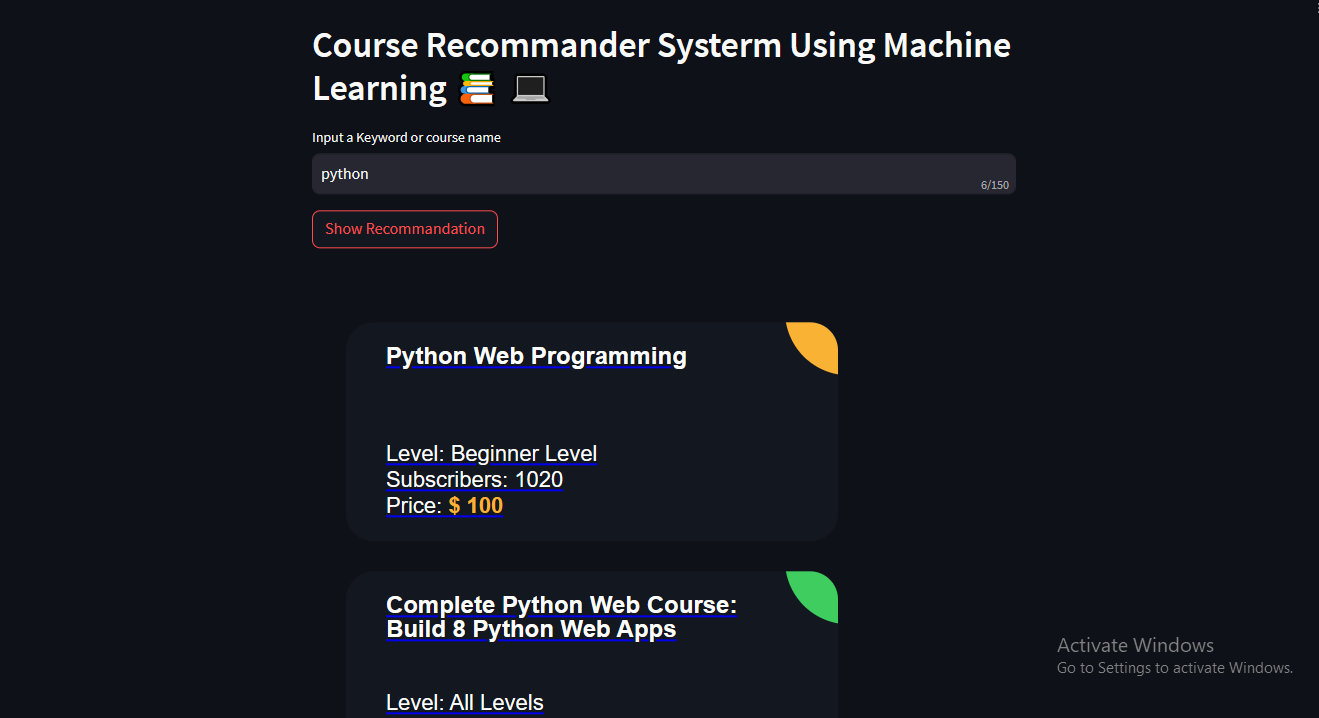 Course Recommander Systerm Using Machine
Learning 📚 💻
Input a Keyword or course name
python
6/150
Show Recommandation
Python Web Programming
Level: Beginner Level
Subscribers: 1020
Price: $ 100
Complete Python Web Course:
Build 8 Python Web Apps
Level: All Levels
Activate Windows
Go to Settings to activate Windows.